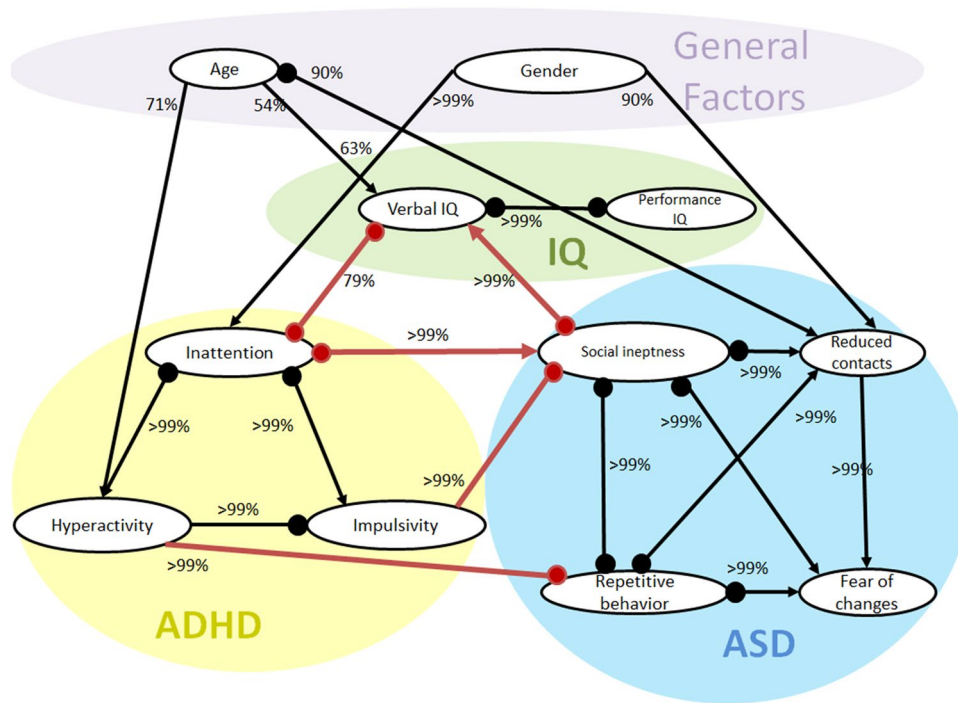 General
Factors
Age
90%
Gender
71%
54%
>99%
90%
63%
Verbal IQ
>99%
Performance
IQ
IQ
79%
>99%
Inattention
>99%
Social ineptness
>99%
Reduced
contacts
>99%
>99%
>99%
>99%
>99%
>99%
>99%
Hyperactivity
>99%
Impulsivity
>99%
>99%
Repetitive
behavior
Fear of
changes
ADHD
ASD